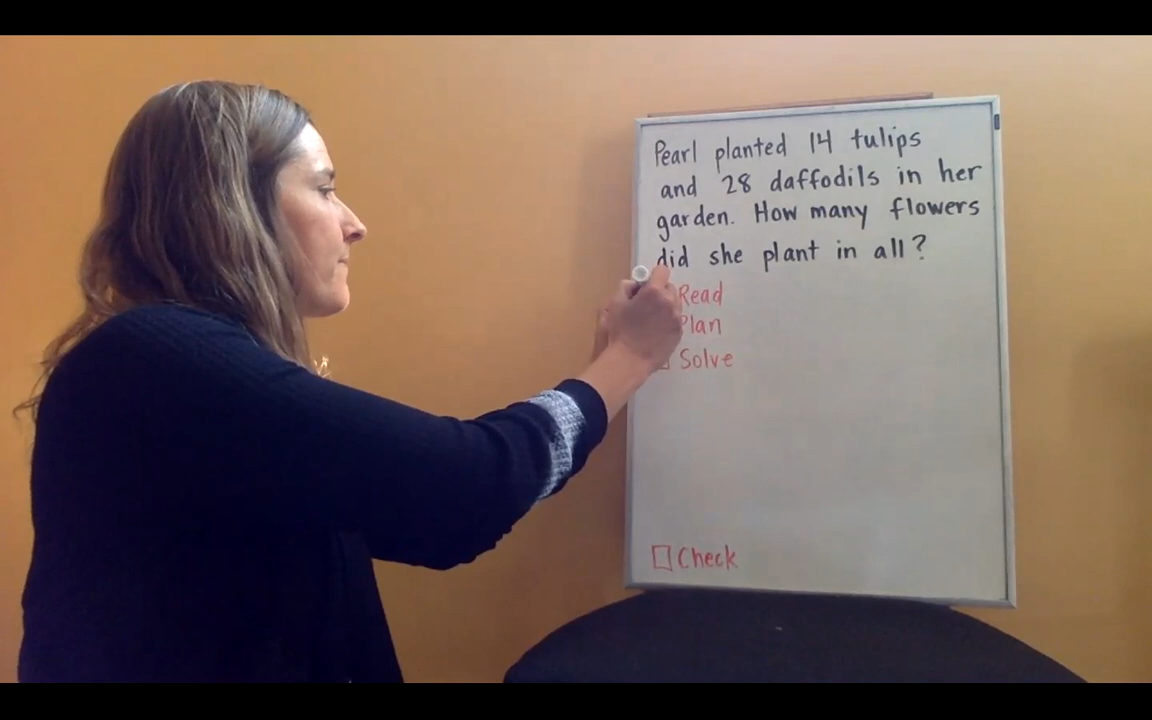 Pearl planted 14 tulips
and 28 daffodils in her
garden. How many flowers
did she plant in all?
Read
Plan
Solve
Check